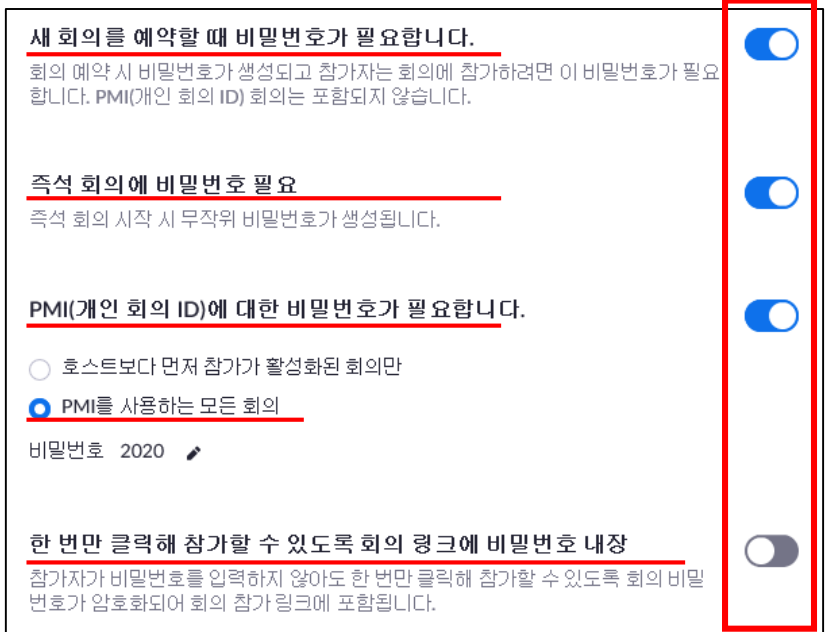 새 회의를 예약할 때 비밀번호가 필요합니다.
회의 예약 시 비밀번호가 생성되고 참가자는 회의에 참가하려면 이 비밀번호가 필요
합니다. PMI(개인 회의 ID) 회의는 포함되지 않습니다.
즉석 회의에 비밀번호 필요
즉석 회의 시작 시 무작위 비밀번호가 생성됩니다.
PMI(개인 회의 ID)에 대한 비밀번호가 필요합니다.
호스트보다 먼저 참가가 활성화된 회의만
PMI를 사용하는 모든 회의
비밀번호 2020
한 번만 클릭해 참가할 수 있도록 회의 링크에 비밀번호 내장
참가자가 비밀번호를 입력하지 않아도 한 번만 클릭해 참가할 수 있도록 회의 비밀
번호가 암호화되어 회의 참가 링크에 포함됩니다.